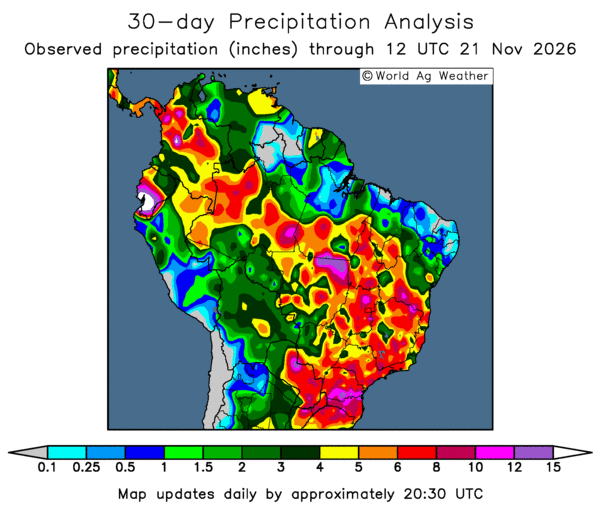 30-day Precipitation Analysis
Observed precipitation (inches) through 12 UTC 21 Nov 2026
©World Ag Weather
0.1 0.25 0.5 1 1.5 2 3 4 5 6 8 10 12 15
Map updates daily by approximately 20:30 UTC